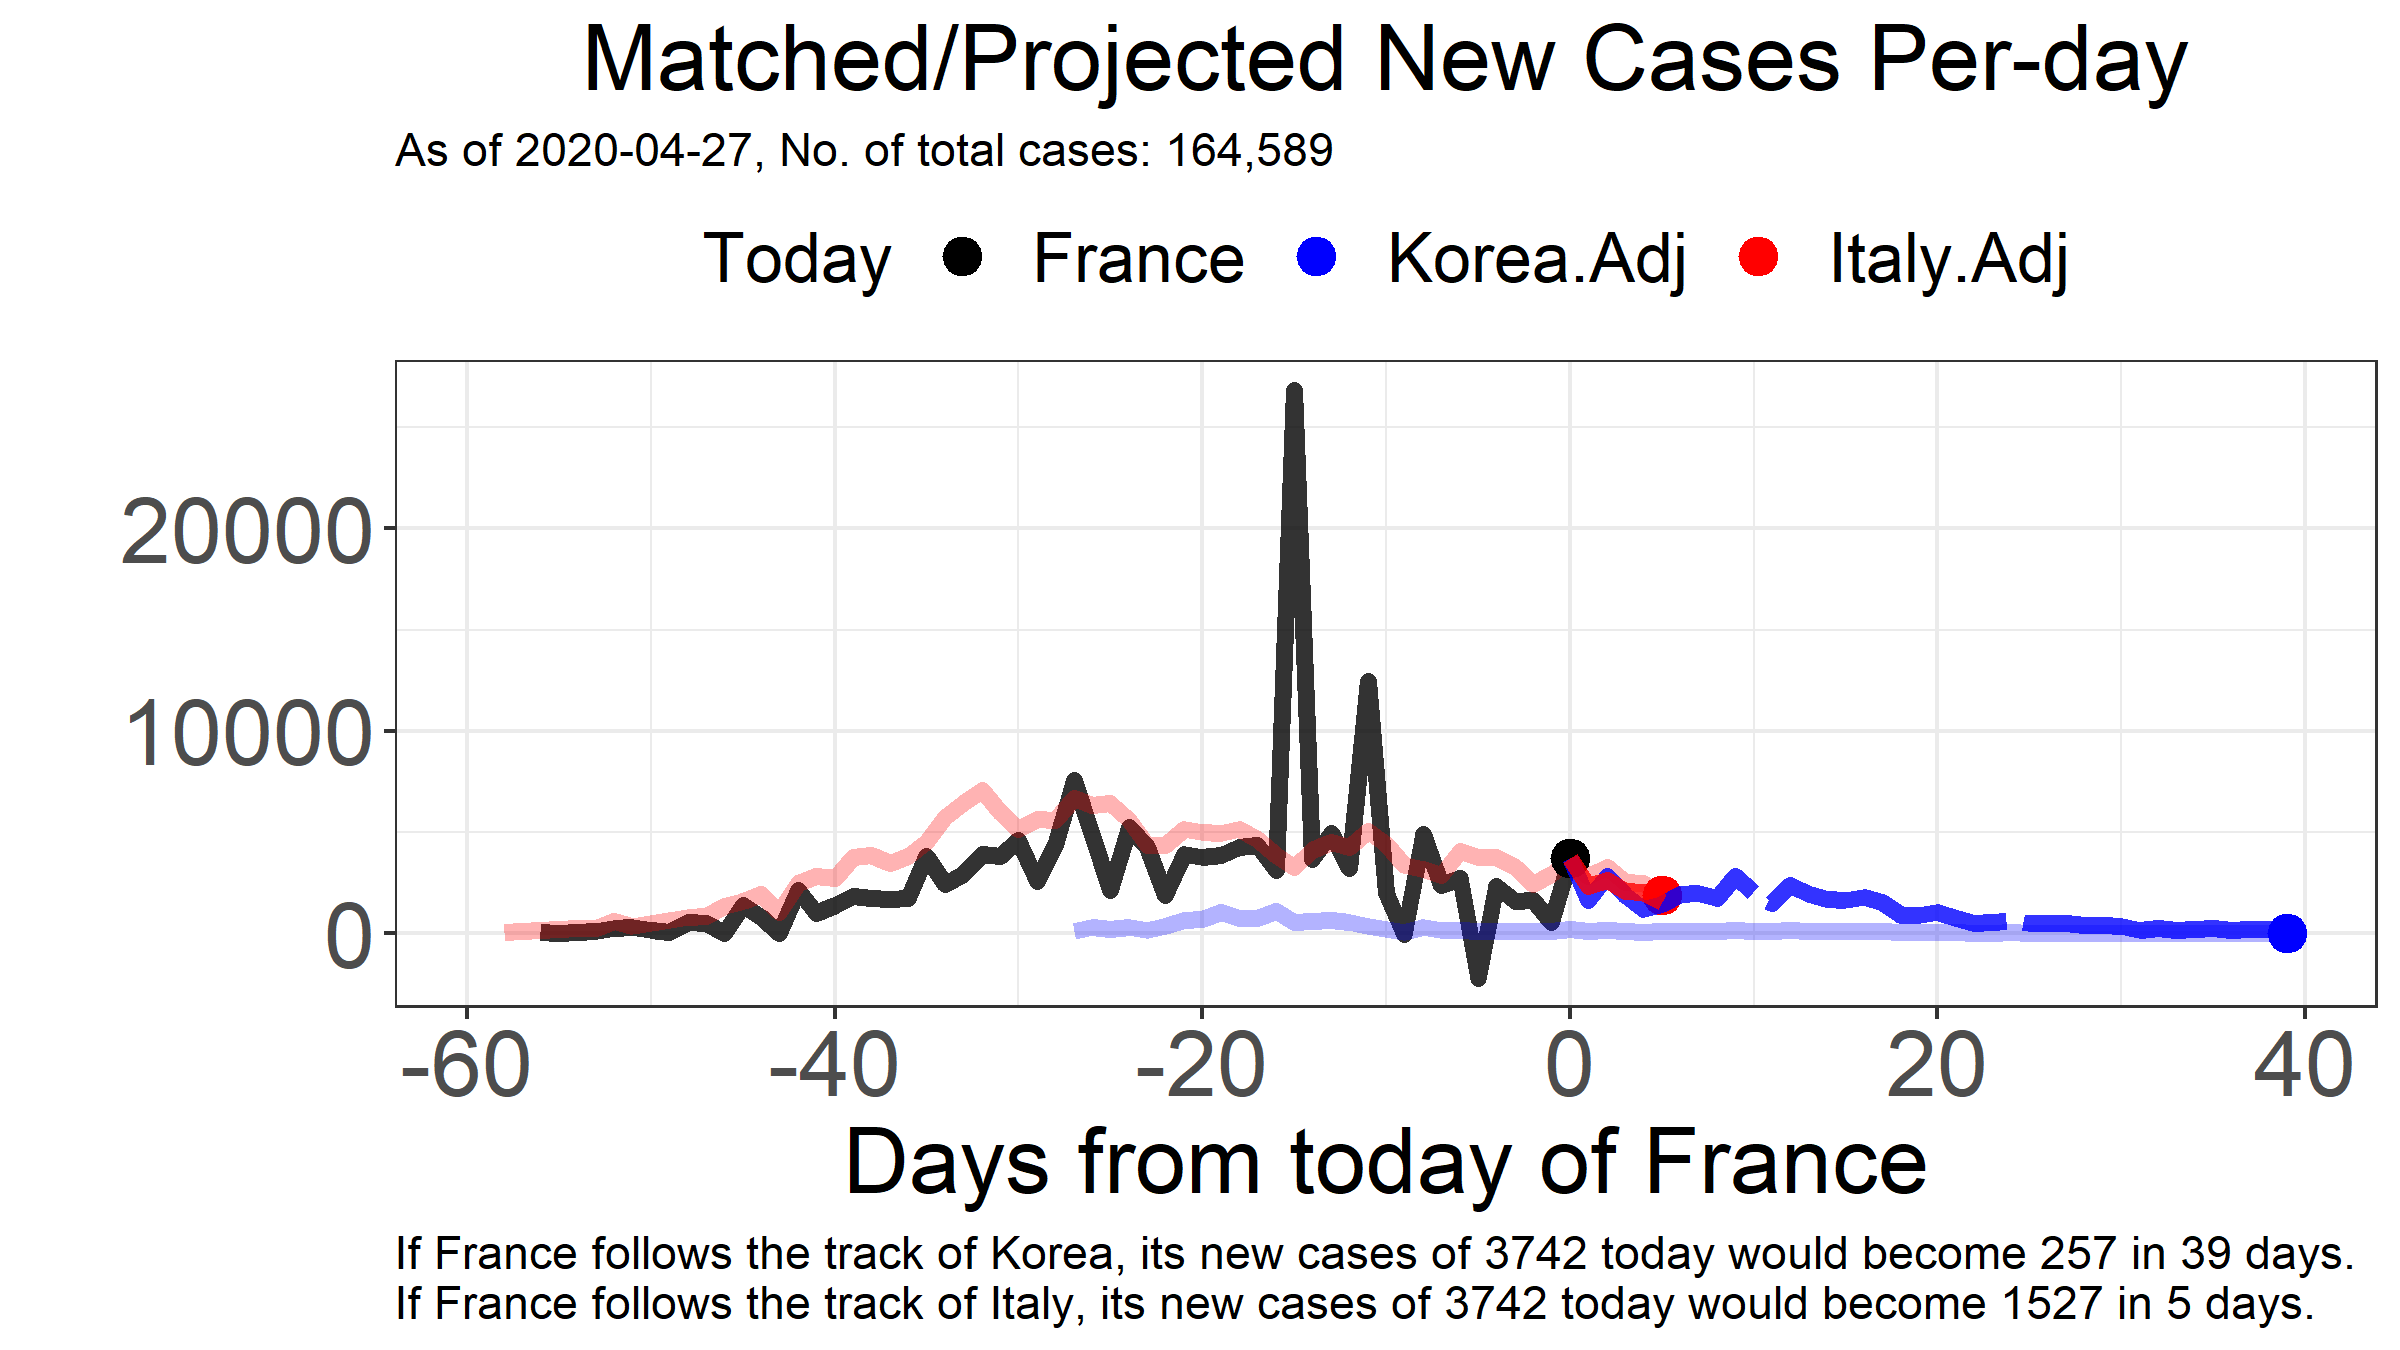 Matched/Projected New Cases Per-day
As of 2020-04-27, No. of total cases: 164,589
Today France Korea.Adj Italy.Adj
20000
10000
0
-60 -40 -20 0 20 40
Days from today of France
If France follows the track of Korea, its new cases of 3742 today would become 257 in 39 days.
If France follows the track of Italy, its new cases of 3742 today would become 1527 in 5 days.